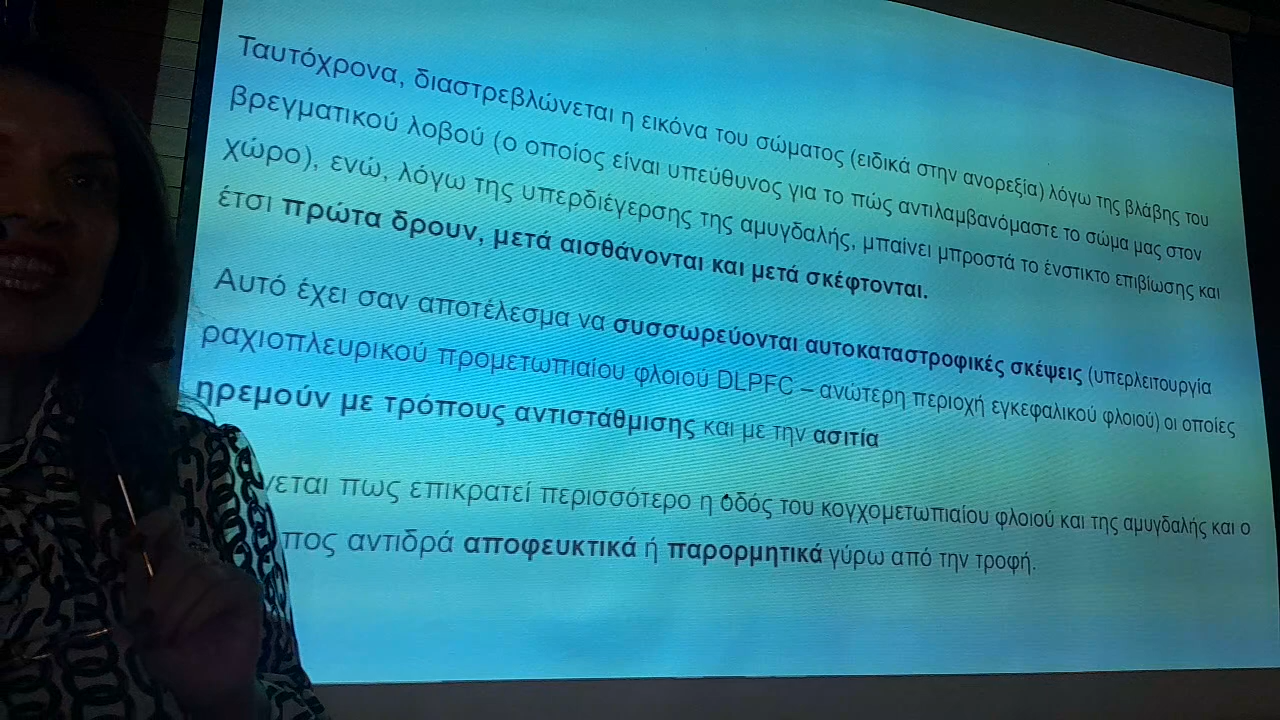 Ταυτόχρονα, διαστρεβλώνεται η εικόνα του σώματος (ειδικά στην ανορεξία) λόγω της βλάβης του
βρεγματικού λοβού (ο οποίος είναι υπεύθυνος για το πώς αντιλαμβανόμαστε το σώμα μας στον
χώρο), ενώ, λόγω της υπερδιέγερσης της αμυγδαλής, μπαίνει μπροστά το ένστικτο επιβίωσης και
έτσι πρώτα δρουν, μετά αισθάνονται και μετά σκέφτονται.
Αυτό έχει σαν αποτέλεσμα να συσσωρεύονται αυτοκαταστροφικές σκέψεις (υπερλειτουργία
ραχιοπλευρικού προμετωπιαίου φλοιού DLPFC – ανώτερη περιοχή εγκεφαλικού φλοιού) οι οποίες
ηρεμούν με τρόπους αντιστάθμισης και με την ασιτία
πως επικρατεί περισσότερο η οδός του κογχομετωπιαίου φλοιού και της αμυγδαλής και ο
αντιδρά αποφευκτικά ή παρορμητικά γύρω από την τροφή.